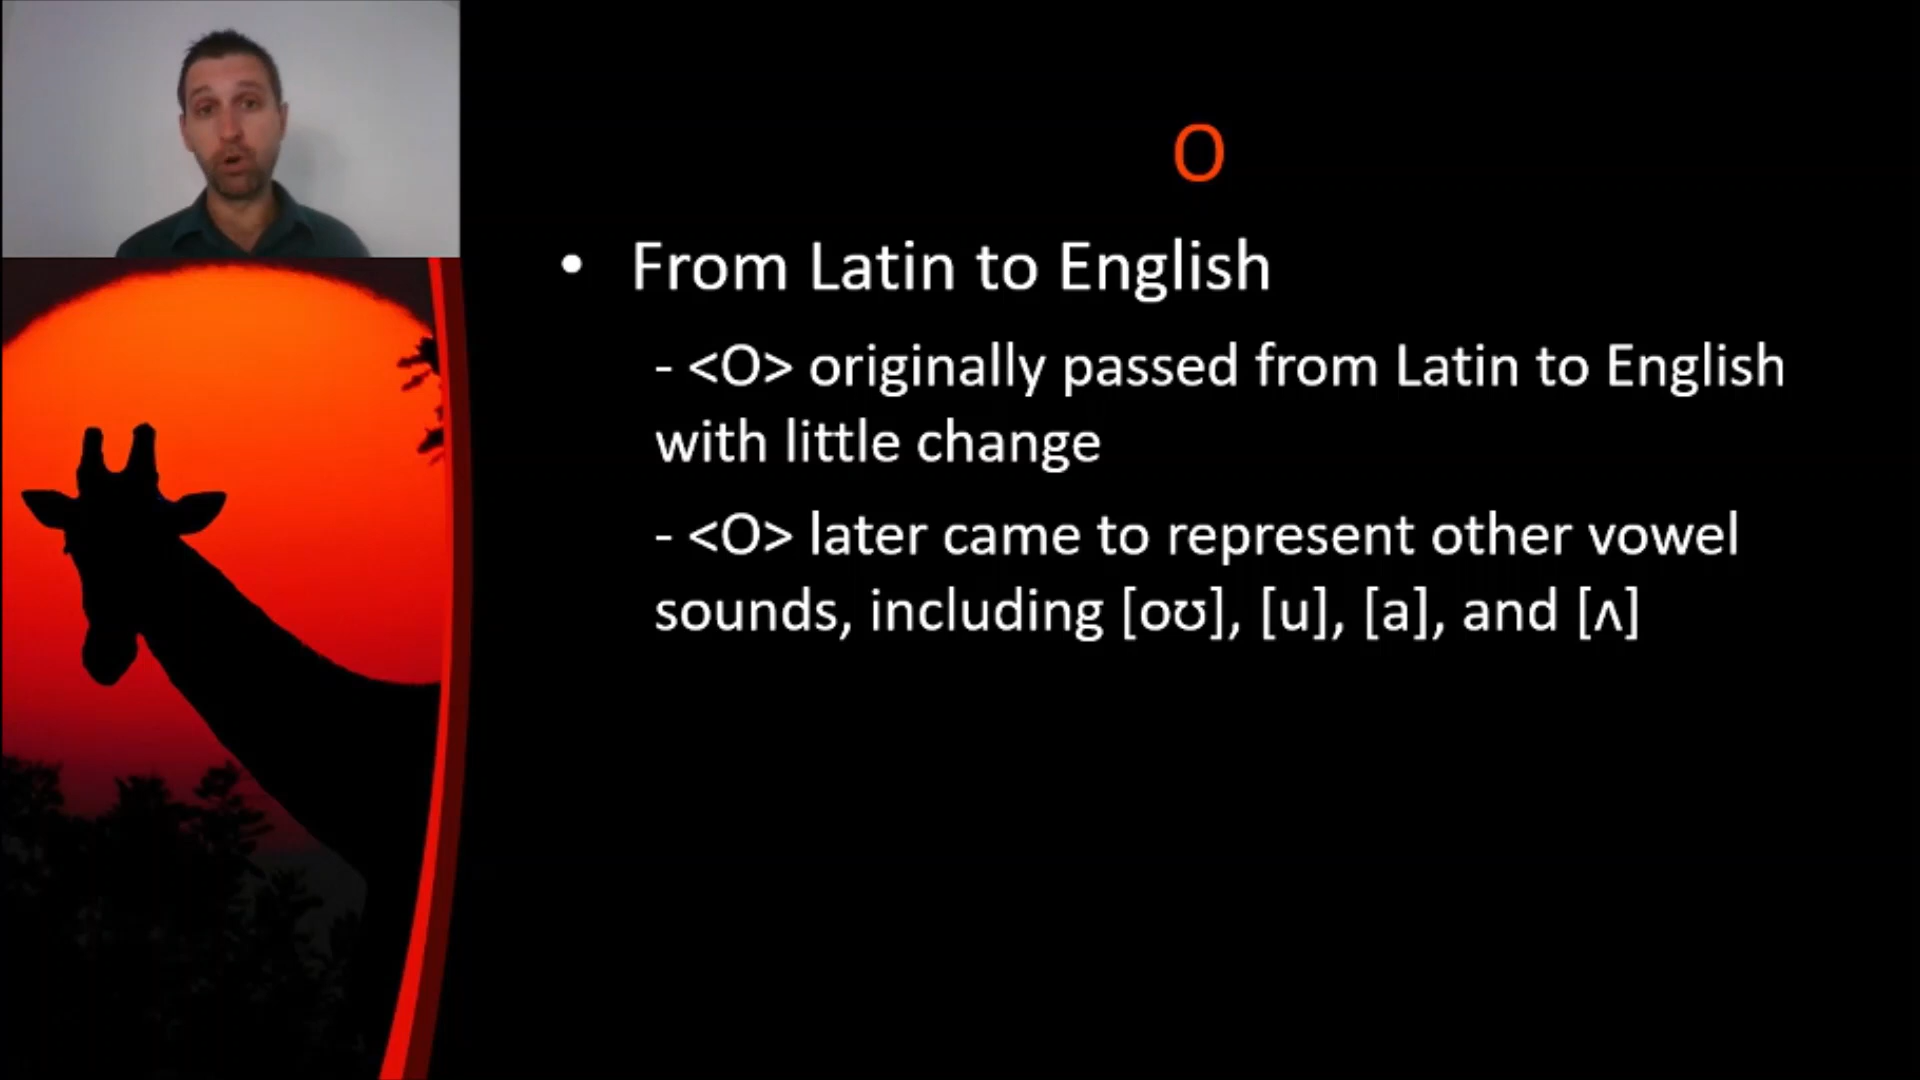 O
• From Latin to English
- <O> originally passed from Latin to English
with little change
- <O> later came to represent other vowel
sounds, including [oʊ], [u], [a], and [ʌ]